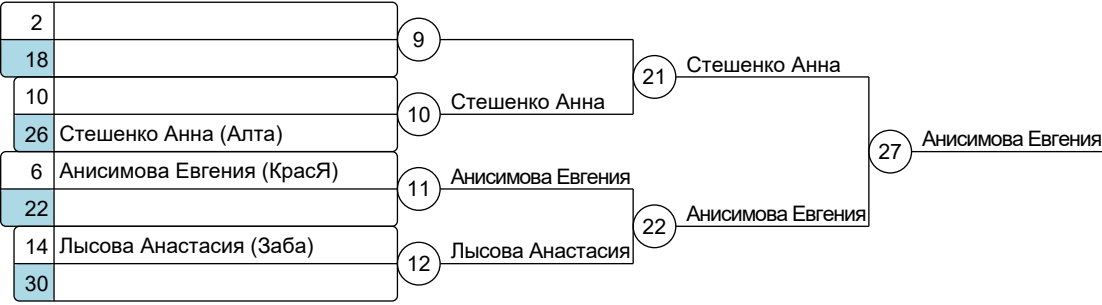 2
9
18
21 Стешенко Анна
10
10 Стешенко Анна
26 Стешенко Анна (Алта)
27 Анисимова Евгения
6 Анисимова Евгения (КрасЯ)
11 Анисимова Евгения
22
22 Анисимова Евгения
14 Лысова Анастасия (Заба)
12 Лысова Анастасия
30